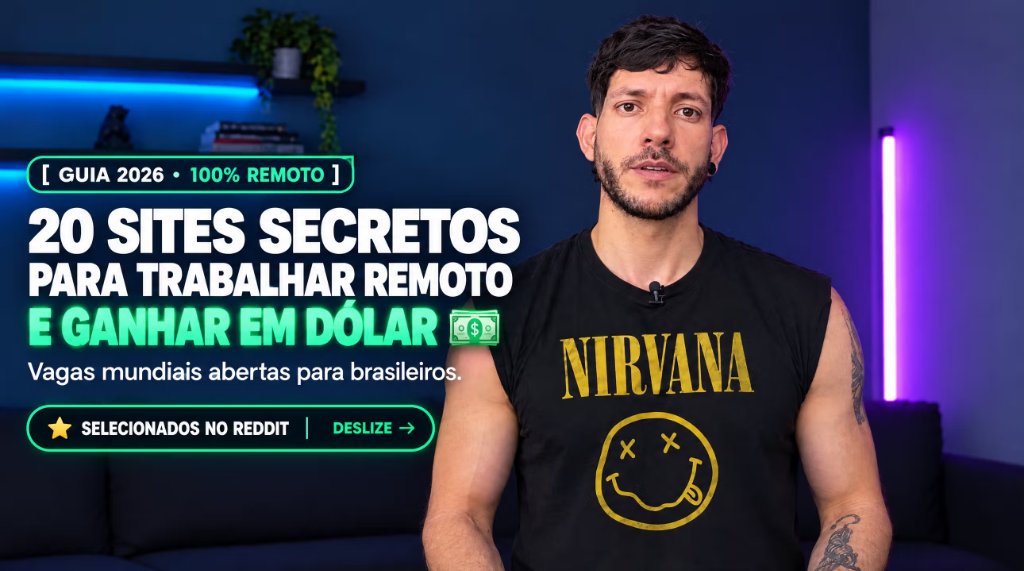 [ GUIA 2026 • 100% REMOTO ]
20 SITES SECRETOS
PARA TRABALHAR REMOTO
E GANHAR EM DÓLAR
Vagas mundiais abertas para brasileiros.
SELECIONADOS NO REDDIT | DESLIZE →
NIRVANA